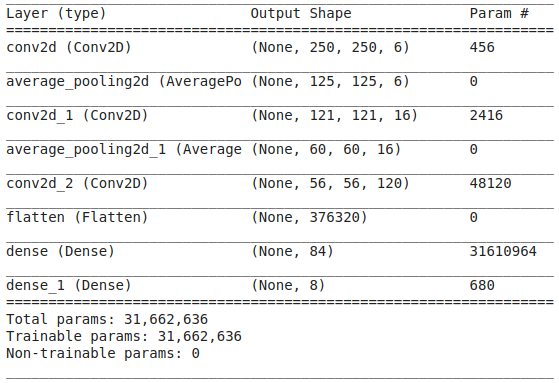 Layer (type) Output Shape Param #
=================================================================
conv2d (Conv2D) (None, 250, 250, 6) 456
average_pooling2d (AveragePo (None, 125, 125, 6) 0
conv2d_1 (Conv2D) (None, 121, 121, 16) 2416
average_pooling2d_1 (Average (None, 60, 60, 16) 0
conv2d_2 (Conv2D) (None, 56, 56, 120) 48120
flatten (Flatten) (None, 376320) 0
dense (Dense) (None, 84) 31610964
dense_1 (Dense) (None, 8) 680
=================================================================
Total params: 31,662,636
Trainable params: 31,662,636
Non-trainable params: 0